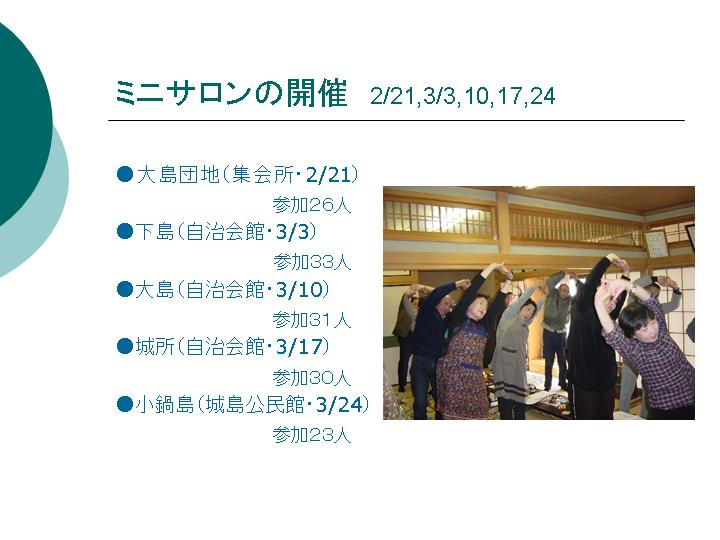 ミニサロンの開催 2/21,3/3,10,17,24
●大島団地(集会所・2/21)
参加26人
●下島(自治会館・3/3)
参加33人
●大島(自治会館・3/10)
参加31人
●城所(自治会館・3/17)
参加30人
●小鍋島(城島公民館・3/24)
参加23人